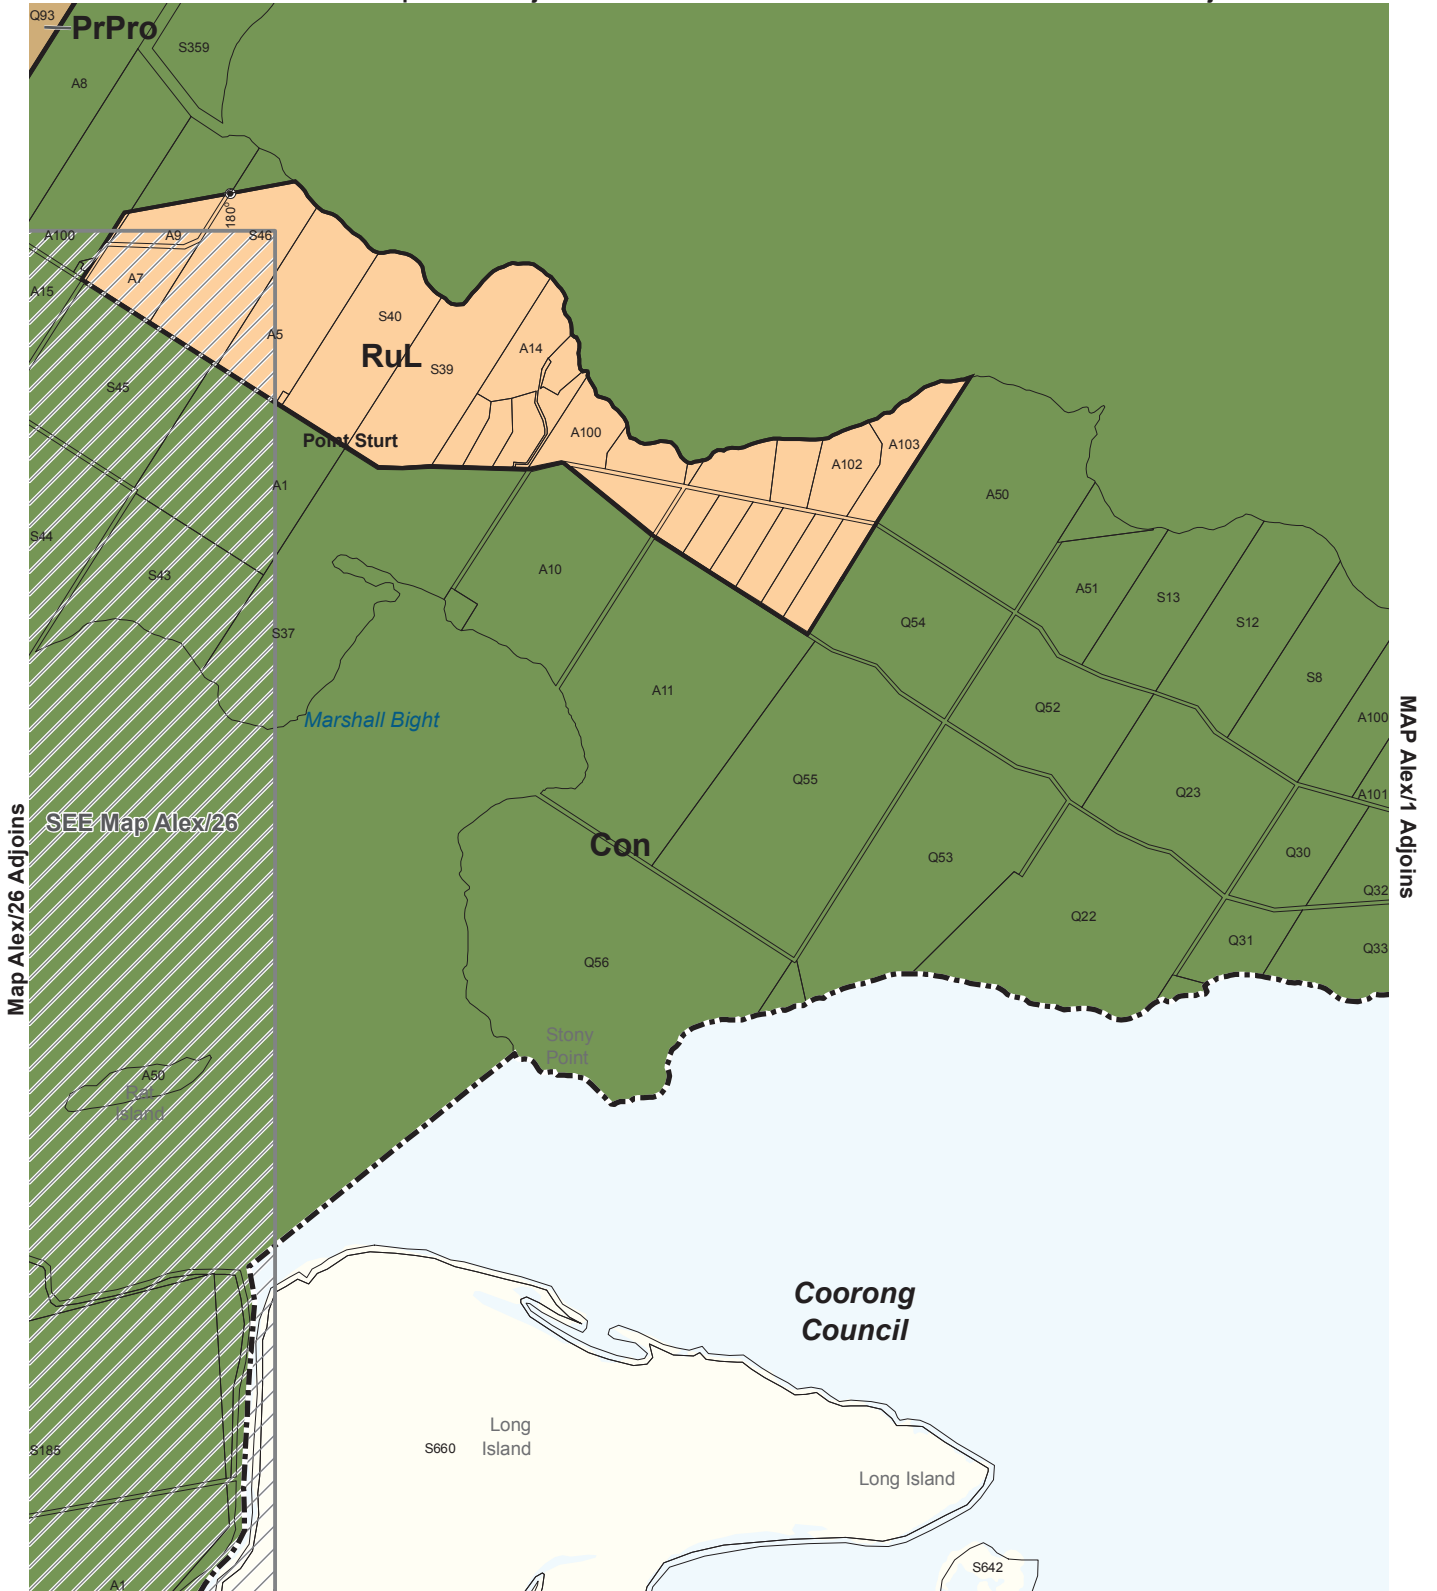 Q93
PrPro
S359
A8
180°
A100
A9
S46
A7
A15
A5
S40
RuL
S39
A14
S45
Point Sturt
A100
A102
A103
A1
A50
S44
S43
A10
A51
S13
S12
Q54
S37
S8
A11
Marshall Bight
Q52
A100
Q55
Q23
A101
SEE Map Alex/26
Con
Q53
Q30
Q32
Q22
Q31
Q33
Q56
Stony
Point
A50
Rat
Island
Map Alex/26 Adjoins
MAP Alex/1 Adjoins
Coorong
Council
S185
S660
Long
Island
Long Island
S642
A1